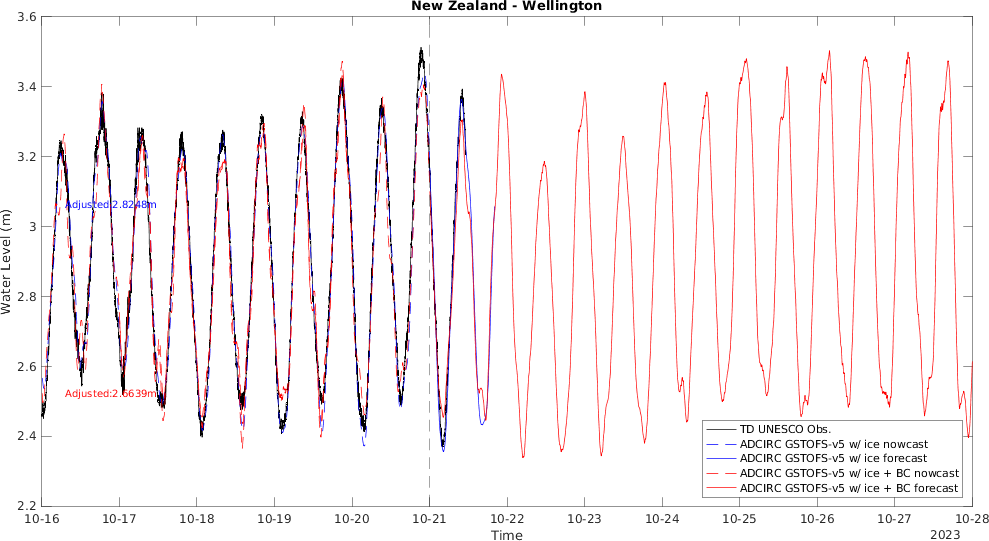 New Zealand - Wellington
3.6
3.4
3.2
3
2.8
2.6
2.4
2.2
Water Level (m)
Adjusted:2.8248m
Adjusted:2.6639m
TD UNESCO Obs.
ADCIRC GSTOFS-v5 w/ ice nowcast
ADCIRC GSTOFS-v5 w/ ice forecast
ADCIRC GSTOFS-v5 w/ ice + BC nowcast
ADCIRC GSTOFS-v5 w/ ice + BC forecast
10-16 10-17 10-18 10-19 10-20 10-21 10-22 10-23 10-24 10-25 10-26 10-27 10-28
Time
2023